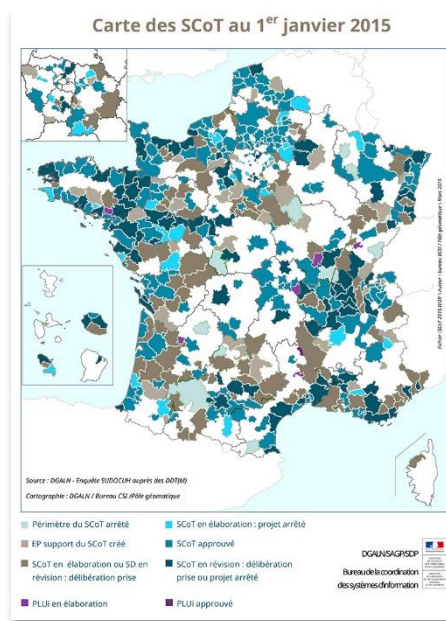 Carte des SCoT au 1er janvier 2015
Source : DGALN - Enquête SUDOCUH auprès des DDT(M)
Cartographie : DGALN / Bureau CSI /Pôle géomatique
Périmètre du SCoT arrêté
EP support du SCoT créé
SCoT en élaboration ou SD en
révision : délibération prise
PLUi en élaboration
SCoT en élaboration : projet arrêté
SCoT approuvé
SCoT en révision : délibération
prise ou projet arrêté
PLUi approuvé
DGALN/SAGP/SDP
Bureau de la coordination
des systèmes d'information